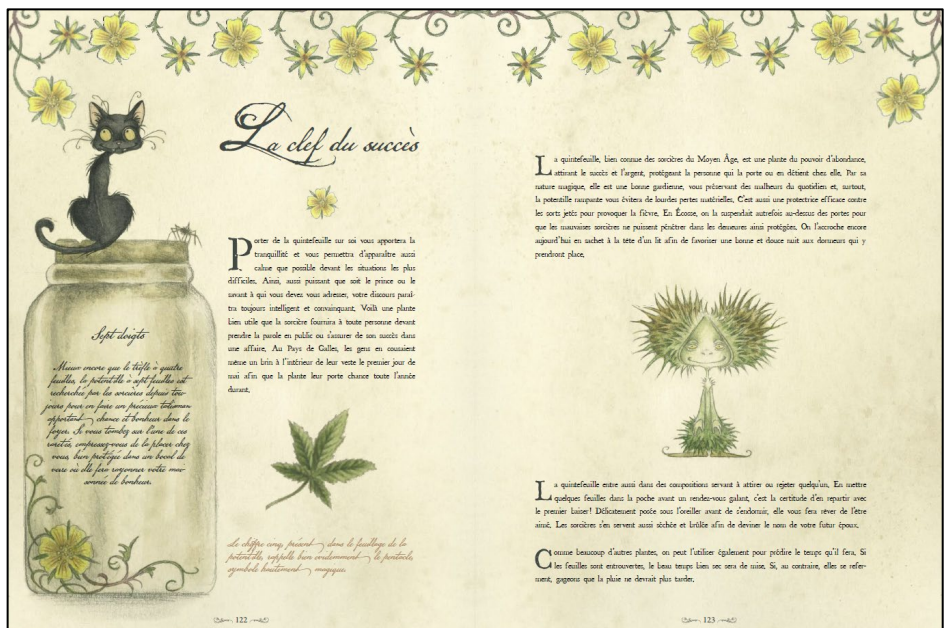 La clef du succès
Porter de la quintefeuille sur soi vous apportera la
tranquillité et vous permettra d'apparaître aussi
calme que possible devant les situations les plus
difficiles. Ainsi, aussi puissant que soit le prince ou le
savant à qui vous devez vous adresser, votre discours paraî-
tra toujours intelligent et convainquant. Voilà une plante
bien utile que la sorcière fournira à toute personne devant
prendre la parole en public ou s'assurer de son succès dans
une affaire. Au Pays de Galles, les gens en cousaient
même un brin à l'intérieur de leur veste le premier jour de
mai afin que la plante leur porte chance toute l'année
durant.
Sept doigts
Mieux encore que le trèfle à quatre
feuilles, la potentille à sept feuilles est
recherchée par les sorcières depuis tou-
jours pour en faire un précieux talisman
apportant chance et bonheur dans le
foyer. Si vous tombez sur l'une de ces
raretés, empressez-vous de la placer chez
vous, bien protégée dans un bocal de
verre où elle fera rayonner votre mai-
sonnée de bonheur.
Le chiffre cinq, présent dans le feuillage de la
potentille, rappelle bien évidemment le pentacle,
symbole hautement magique.
122
La quintefeuille, bien connue des sorcières du Moyen Âge, est une plante du pouvoir d'abondance,
attirant le succès et l'argent, protégeant la personne qui la porte ou en détient chez elle. Par sa
nature magique, elle est une bonne gardienne, vous préservant des malheurs du quotidien et, surtout,
la potentille rampante vous évitera de lourdes pertes matérielles. C'est aussi une protectrice efficace contre
les sorts jetés pour provoquer la fièvre. En Écosse, on la suspendait autrefois au-dessus des portes pour
que les mauvaises sorcières ne puissent pénétrer dans les demeures ainsi protégées. On l'accroche encore
aujourd'hui en sachet à la tête d'un lit afin de favoriser une bonne et douce nuit aux dormeurs qui y
prendront place.
La quintefeuille entre aussi dans des compositions servant à attirer ou rejeter quelqu'un. En mettre
quelques feuilles dans la poche avant un rendez-vous galant, c'est la certitude d'en repartir avec
le premier baiser! Délicatement posée sous l'oreiller avant de s'endormir, elle vous fera rêver de l'être
aimé. Les sorcières s'en servent aussi séchée et brûlée afin de deviner le nom de votre futur époux.
Comme beaucoup d'autres plantes, on peut l'utiliser également pour prédire le temps qu'il fera. Si
les feuilles sont entrouvertes, le beau temps bien sec sera de mise. Si, au contraire, elles se refer-
ment, gageons que la pluie ne devrait plus tarder.
123